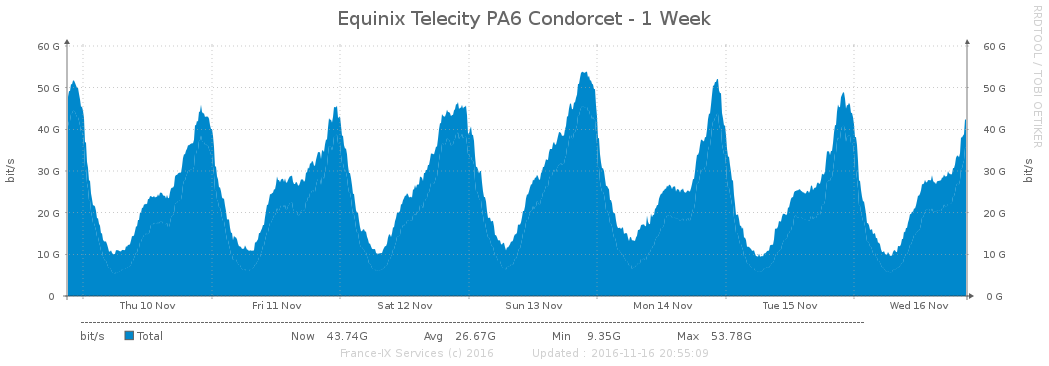 Equinix Telecity PA6 Condorcet - 1 Week
RRDTOOL / TOBI OETIKER
60 G 60 G
50 G 50 G
40 G 40 G
30 G 30 G
20 G 20 G
10 G 10 G
0 0 G
bit/s bit/s
Thu 10 Nov Fri 11 Nov Sat 12 Nov Sun 13 Nov Mon 14 Nov Tue 15 Nov Wed 16 Nov
bit/s Total Now 43.74G Avg 26.67G Min 9.35G Max 53.78G
France-IX Services (c) 2016 Updated : 2016-11-16 20:55:09